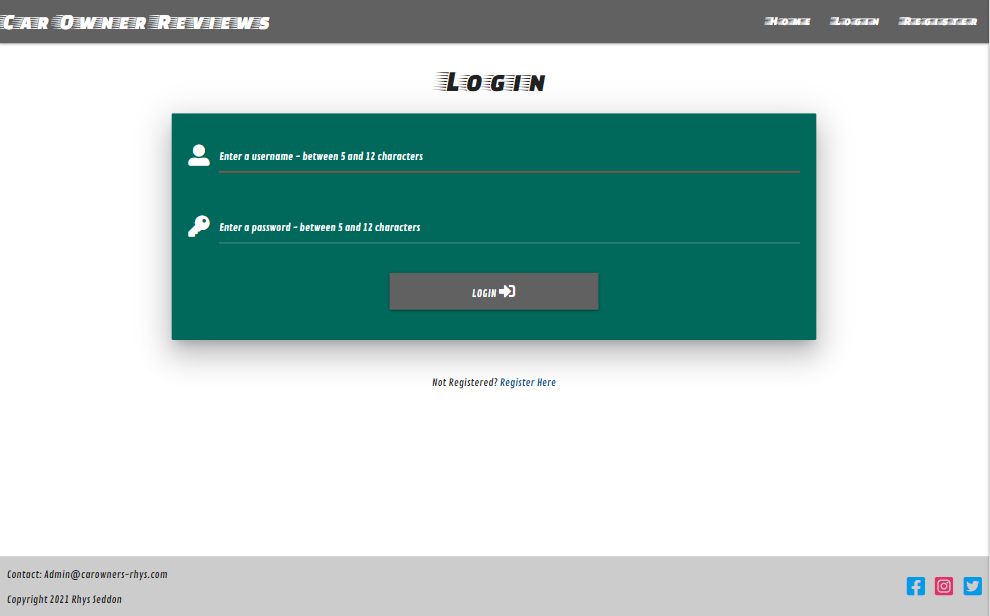 Car Owner Reviews
Home Login Register
Login
Enter a username - between 5 and 12 characters
Enter a password - between 5 and 12 characters
LOGIN
Not Registered? Register Here
Contact: Admin@carowners-rhys.com
Copyright 2021 Rhys Seddon